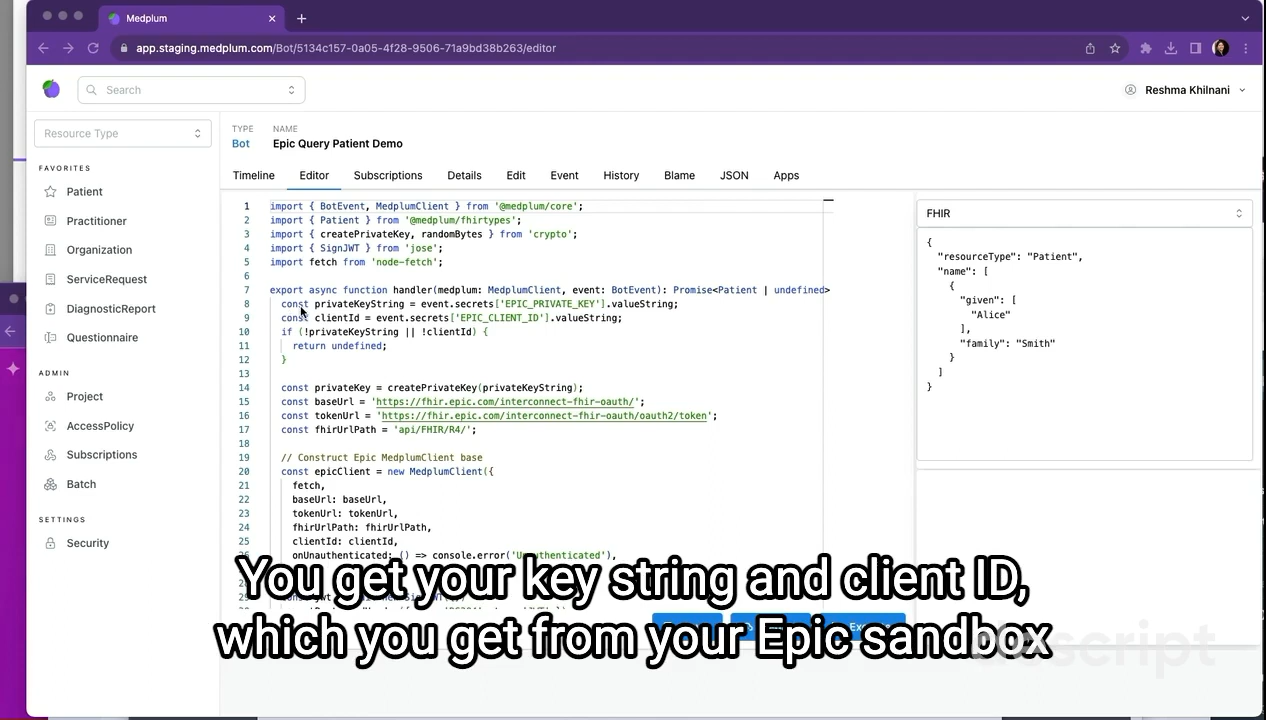 Medplum
app.staging.medplum.com/Bot/5134c157-0a05-4f28-9506-71a9bd38b263/editor
Search
Reshma Khilnani
Resource Type
FAVORITES
Patient
Practitioner
Organization
ServiceRequest
DiagnosticReport
Questionnaire
ADMIN
Project
AccessPolicy
Subscriptions
Batch
SETTINGS
Security
TYPE NAME
Bot Epic Query Patient Demo
Timeline Editor Subscriptions Details Edit Event History Blame JSON Apps
1 import { BotEvent, MedplumClient } from '@medplum/core';
2 import { Patient } from '@medplum/fhirtypes';
3 import { createPrivateKey, randomBytes } from 'crypto';
4 import { SignJWT } from 'jose';
5 import fetch from 'node-fetch';
6
7 export async function handler(medplum: MedplumClient, event: BotEvent): Promise<Patient | undefined>
8 const privateKeyString = event.secrets['EPIC_PRIVATE_KEY'].valueString;
9 const clientId = event.secrets['EPIC_CLIENT_ID'].valueString;
10 if (!privateKeyString || !clientId) {
11 return undefined;
12 }
13
14 const privateKey = createPrivateKey(privateKeyString);
15 const baseUrl = 'https://fhir.epic.com/interconnect-fhir-oauth/';
16 const tokenUrl = 'https://fhir.epic.com/interconnect-fhir-oauth/oauth2/token';
17 const fhirUrlPath = 'api/FHIR/R4/';
18
19 // Construct Epic MedplumClient base
20 const epicClient = new MedplumClient({
21 fetch,
22 baseUrl: baseUrl,
23 tokenUrl: tokenUrl,
24 fhirUrlPath: fhirUrlPath,
25 clientId: clientId,
26 onUnauthenticated: () => console.error('Unauthenticated'),
FHIR
{
"resourceType": "Patient",
"name": [
{
"given": [
"Alice"
],
"family": "Smith"
}
]
}
You get your key string and client ID,
which you get from your Epic sandbox
descript